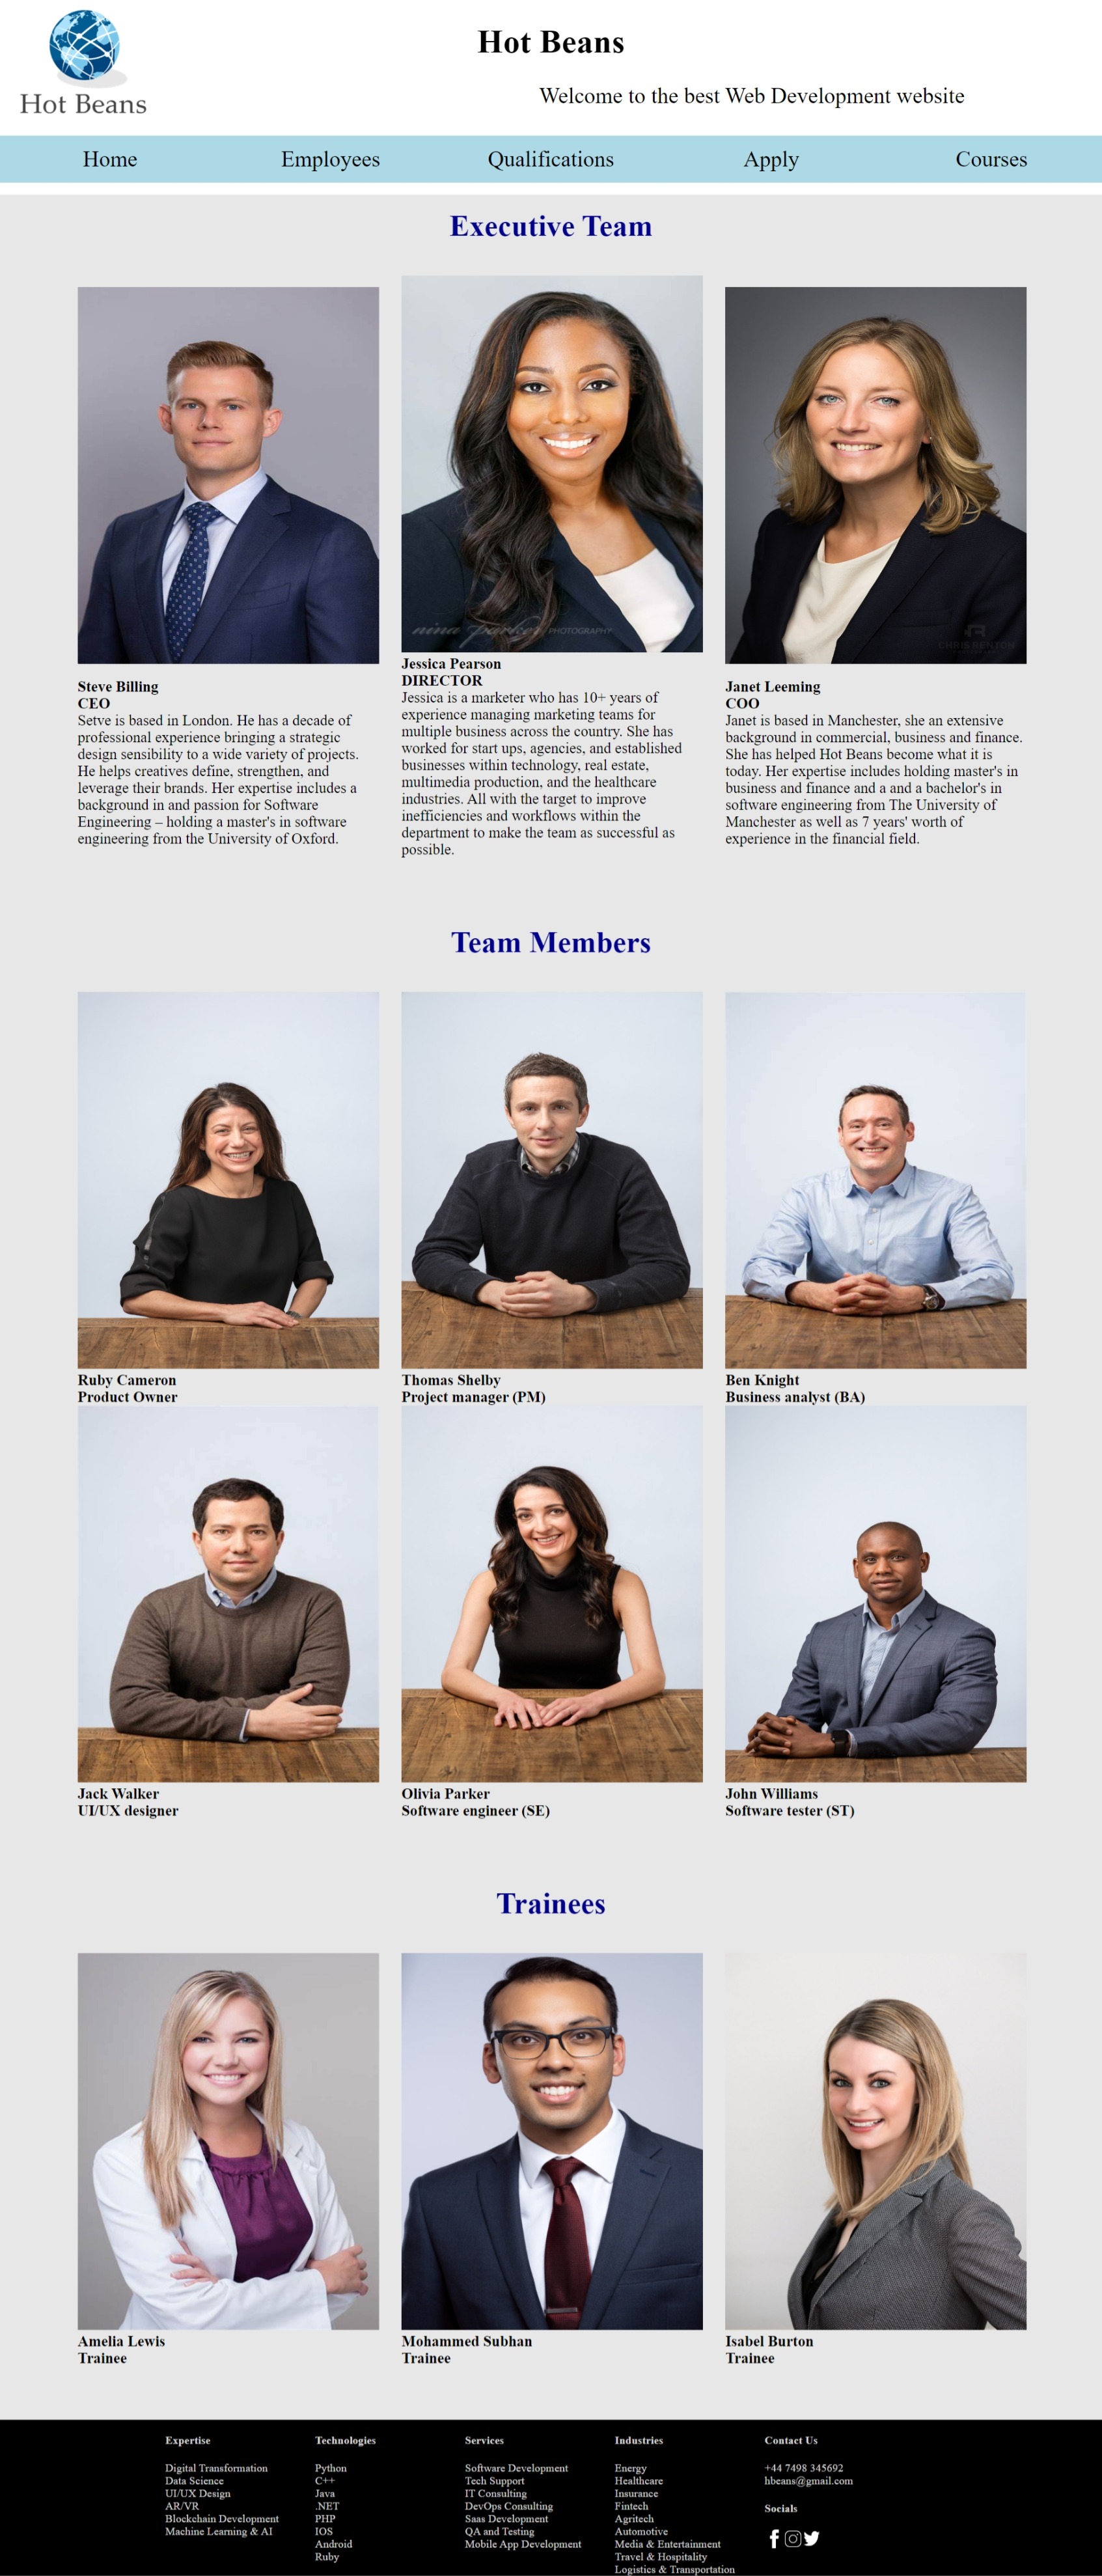 Hot Beans
Hot Beans
Welcome to the best Web Development website
Home Employees Qualifications Apply Courses
Executive Team
nina Parker PHOTOGRAPHY
CHRIS RENTON
Steve Billing
CEO
Setve is based in London. He has a decade of
professional experience bringing a strategic
design sensibility to a wide variety of projects.
He helps creatives define, strengthen, and
leverage their brands. Her expertise includes a
background in and passion for Software
Engineering – holding a master's in software
engineering from the University of Oxford.
Jessica Pearson
DIRECTOR
Jessica is a marketer who has 10+ years of
experience managing marketing teams for
multiple business across the country. She has
worked for start ups, agencies, and established
businesses within technology, real estate,
multimedia production, and the healthcare
industries. All with the target to improve
inefficiencies and workflows within the
department to make the team as successful as
possible.
Janet Leeming
COO
Janet is based in Manchester, she an extensive
background in commercial, business and finance.
She has helped Hot Beans become what it is
today. Her expertise includes holding master's in
business and finance and a and a bachelor's in
software engineering from The University of
Manchester as well as 7 years' worth of
experience in the financial field.
Team Members
Ruby Cameron
Product Owner
Thomas Shelby
Project manager (PM)
Ben Knight
Business analyst (BA)
Jack Walker
UI/UX designer
Olivia Parker
Software engineer (SE)
John Williams
Software tester (ST)
Trainees
Amelia Lewis
Trainee
Mohammed Subhan
Trainee
Isabel Burton
Trainee
Expertise
Digital Transformation
Data Science
UI/UX Design
AR/VR
Blockchain Development
Machine Learning & AI
Technologies
Python
C++
Java
.NET
PHP
IOS
Android
Ruby
Services
Software Development
Tech Support
IT Consulting
DevOps Consulting
Saas Development
QA and Testing
Mobile App Development
Industries
Energy
Healthcare
Insurance
Fintech
Agritech
Automotive
Media & Entertainment
Travel & Hospitality
Logistics & Transportation
Contact Us
+44 7498 345692
hbeans@gmail.com
Socials